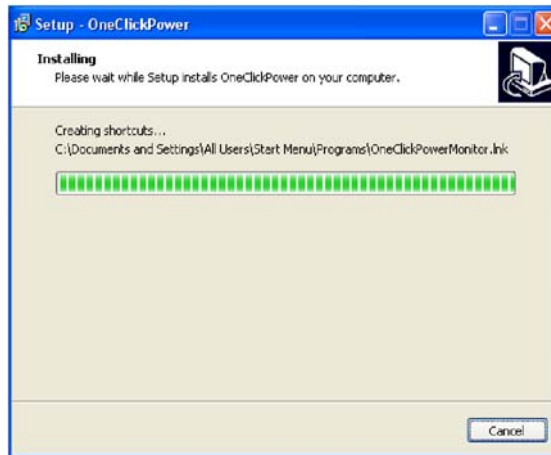 Setup - OneClickPower
Installing
Please wait while Setup installs OneClickPower on your computer.
Creating shortcuts...
C:\Documents and Settings\All Users\Start Menu\Programs\OneClickPowerMonitor.lnk
Cancel